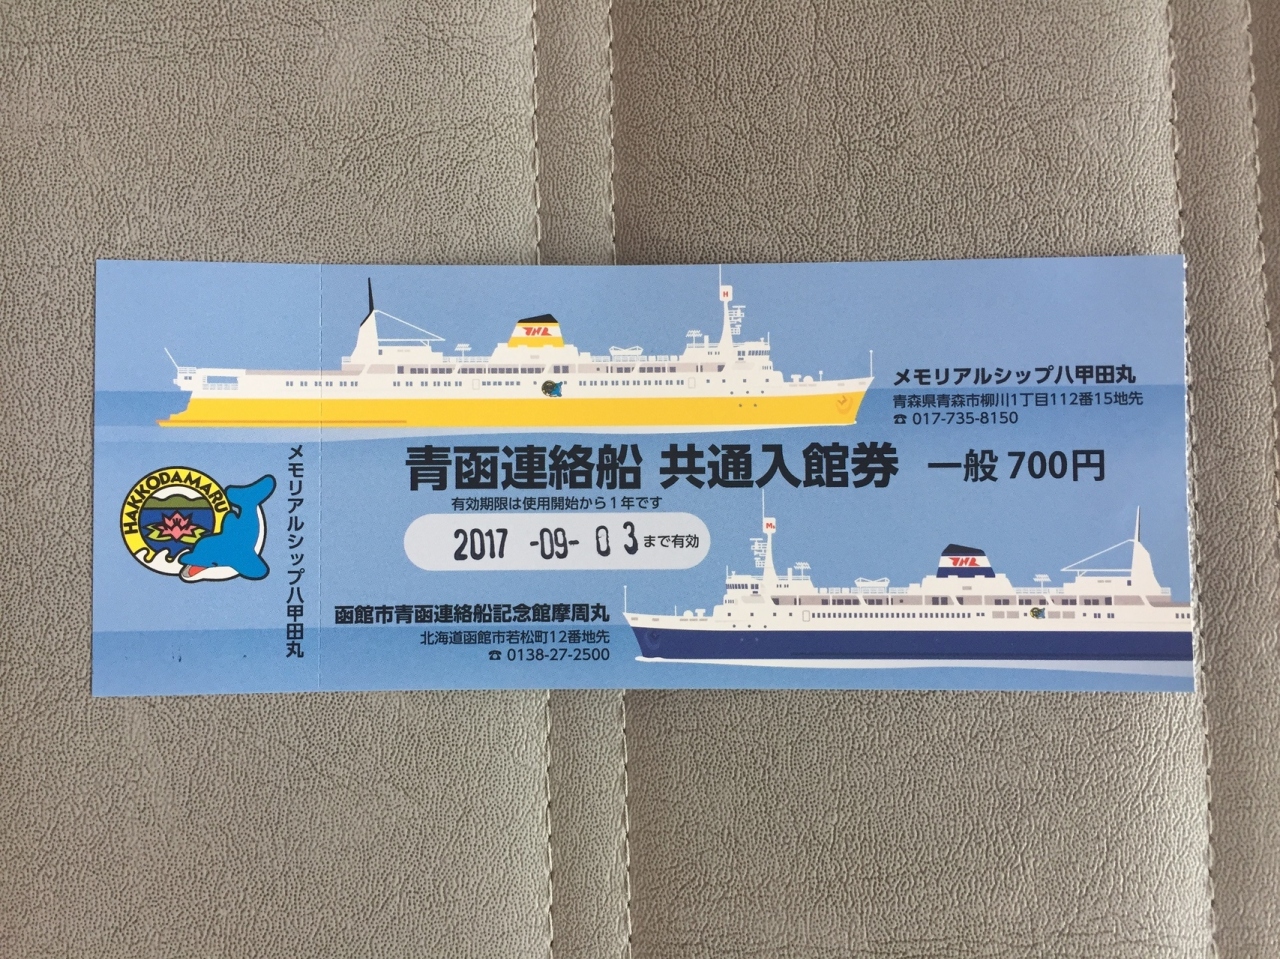 メモリアルシップ八甲田丸
青森県青森市柳川1丁目112番15地先
☎ 017-735-8150
HAKKODAMARU
メモリアルシップ八甲田丸
青函連絡船 共通入館券 一般 700円
有効期限は使用開始から1年です
2017 -09- 03 まで有効
函館市青函連絡船記念館摩周丸
北海道函館市若松町12番地先
☎ 0138-27-2500
JNR
H
JNR